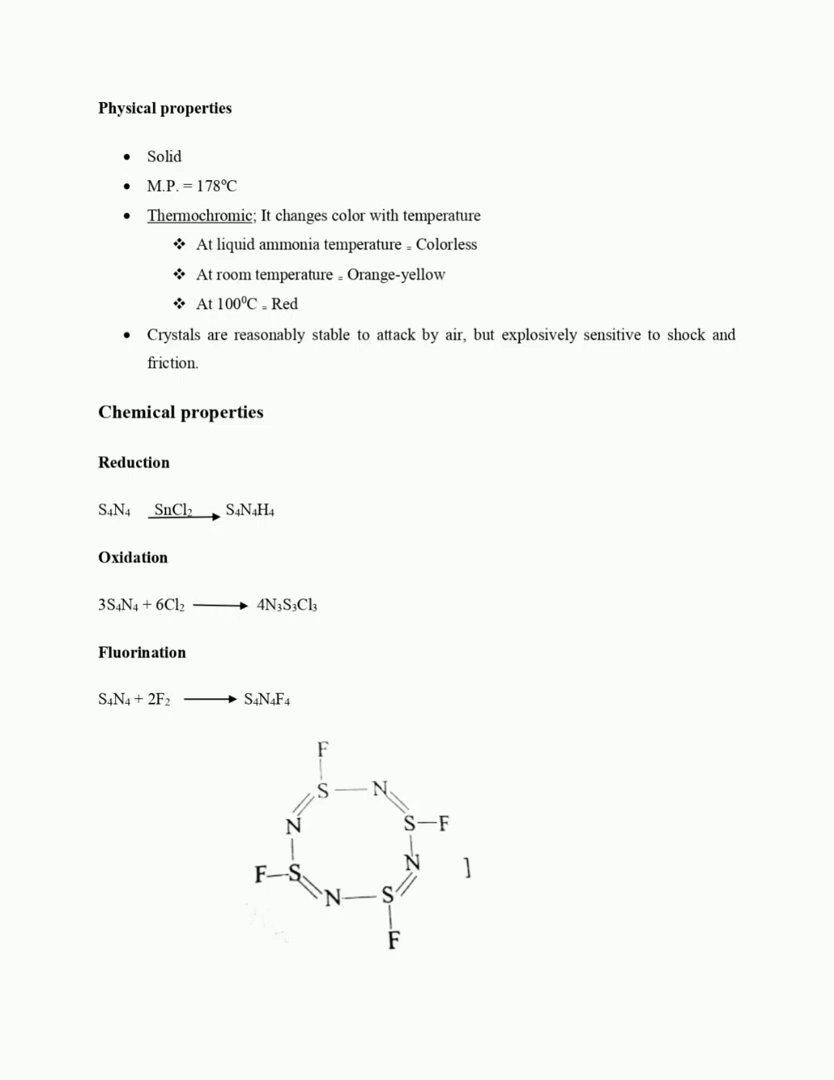 Physical properties
• Solid
• M.P. = 178⁰C
• Thermochromic; It changes color with temperature
❖ At liquid ammonia temperature = Colorless
❖ At room temperature = Orange-yellow
❖ At 100⁰C = Red
• Crystals are reasonably stable to attack by air, but explosively sensitive to shock and
friction.
Chemical properties
Reduction
S₄N₄ SnCl₂ → S₄N₄H₄
Oxidation
3S₄N₄ + 6Cl₂ → 4N₃S₃Cl₃
Fluorination
S₄N₄ + 2F₂ → S₄N₄F₄
F
S — N
N S—F
F—S N ]
N — S
F